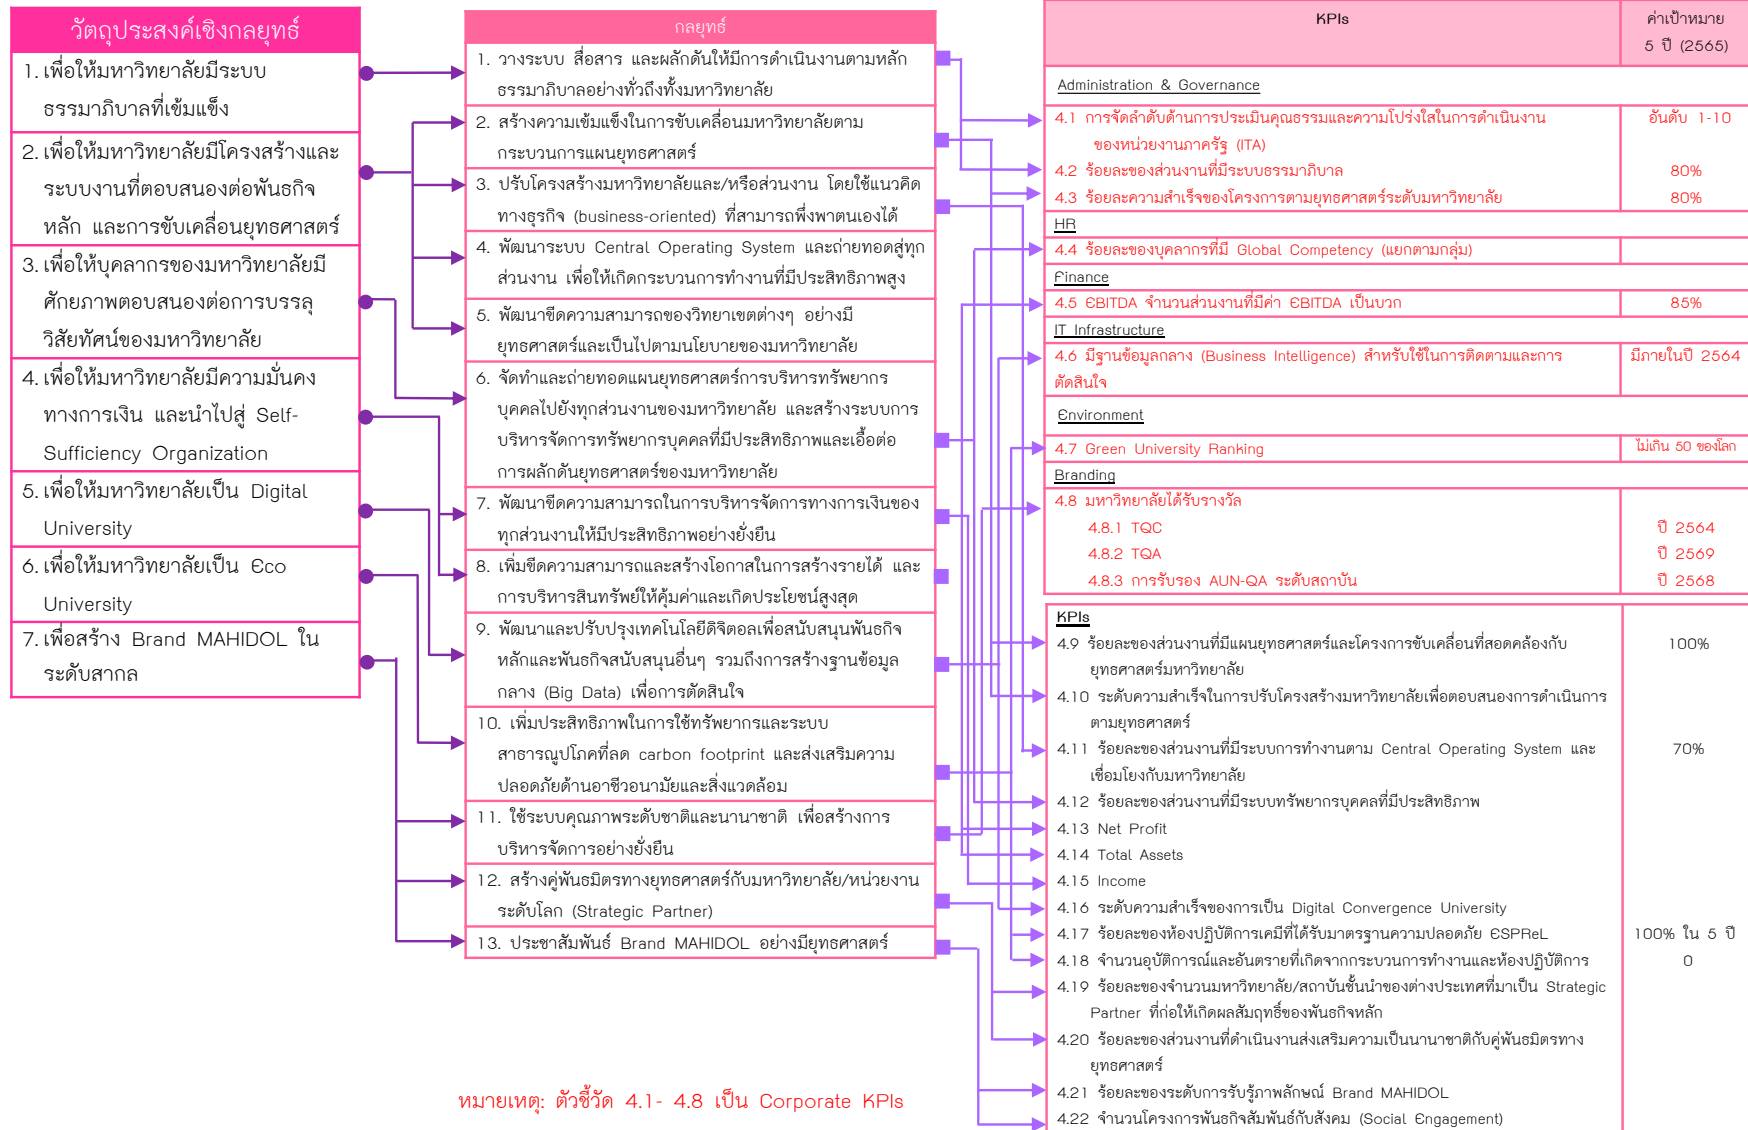 วัตถุประสงค์เชิงกลยุทธ์
1. เพื่อให้มหาวิทยาลัยมีระบบ
ธรรมาภิบาลที่เข้มแข็ง
2. เพื่อให้มหาวิทยาลัยมีโครงสร้างและ
ระบบงานที่ตอบสนองต่อพันธกิจ
หลัก และการขับเคลื่อนยุทธศาสตร์
3. เพื่อให้บุคลากรของมหาวิทยาลัยมี
ศักยภาพตอบสนองต่อการบรรลุ
วิสัยทัศน์ของมหาวิทยาลัย
4. เพื่อให้มหาวิทยาลัยมีความมั่นคง
ทางการเงิน และนำไปสู่ Self-
Sufficiency Organization
5. เพื่อให้มหาวิทยาลัยเป็น Digital
University
6. เพื่อให้มหาวิทยาลัยเป็น Eco
University
7. เพื่อสร้าง Brand MAHIDOL ใน
ระดับสากล
กลยุทธ์
1. วางระบบ สื่อสาร และผลักดันให้มีการดำเนินงานตามหลัก
ธรรมาภิบาลอย่างทั่วถึงทั้งมหาวิทยาลัย
2. สร้างความเข้มแข็งในการขับเคลื่อนมหาวิทยาลัยตาม
กระบวนการแผนยุทธศาสตร์
3. ปรับโครงสร้างมหาวิทยาลัยและ/หรือส่วนงาน โดยใช้แนวคิด
ทางธุรกิจ (business-oriented) ที่สามารถพึ่งพาตนเองได้
4. พัฒนาระบบ Central Operating System และถ่ายทอดสู่ทุก
ส่วนงาน เพื่อให้เกิดกระบวนการทำงานที่มีประสิทธิภาพสูง
5. พัฒนาขีดความสามารถของวิทยาเขตต่างๆ อย่างมี
ยุทธศาสตร์และเป็นไปตามนโยบายของมหาวิทยาลัย
6. จัดทำและถ่ายทอดแผนยุทธศาสตร์การบริหารทรัพยากร
บุคคลไปยังทุกส่วนงานของมหาวิทยาลัย และสร้างระบบการ
บริหารจัดการทรัพยากรบุคคลที่มีประสิทธิภาพและเอื้อต่อ
การผลักดันยุทธศาสตร์ของมหาวิทยาลัย
7. พัฒนาขีดความสามารถในการบริหารจัดการทางการเงินของ
ทุกส่วนงานให้มีประสิทธิภาพอย่างยั่งยืน
8. เพิ่มขีดความสามารถและสร้างโอกาสในการสร้างรายได้ และ
การบริหารสินทรัพย์ให้คุ้มค่าและเกิดประโยชน์สูงสุด
9. พัฒนาและปรับปรุงเทคโนโลยีดิจิตอลเพื่อสนับสนุนพันธกิจ
หลักและพันธกิจสนับสนุนอื่นๆ รวมถึงการสร้างฐานข้อมูล
กลาง (Big Data) เพื่อการตัดสินใจ
10. เพิ่มประสิทธิภาพในการใช้ทรัพยากรและระบบ
สาธารณูปโภคที่ลด carbon footprint และส่งเสริมความ
ปลอดภัยด้านอาชีวอนามัยและสิ่งแวดล้อม
11. ใช้ระบบคุณภาพระดับชาติและนานาชาติ เพื่อสร้างการ
บริหารจัดการอย่างยั่งยืน
12. สร้างคู่พันธมิตรทางยุทธศาสตร์กับมหาวิทยาลัย/หน่วยงาน
ระดับโลก (Strategic Partner)
13. ประชาสัมพันธ์ Brand MAHIDOL อย่างมียุทธศาสตร์
หมายเหตุ: ตัวชี้วัด 4.1- 4.8 เป็น Corporate KPIs
KPIs ค่าเป้าหมาย
5 ปี (2565)
Administration & Governance
4.1 การจัดลำดับด้านการประเมินคุณธรรมและความโปร่งใสในการดำเนินงาน อันดับ 1-10
ของหน่วยงานภาครัฐ (ITA)
4.2 ร้อยละของส่วนงานที่มีระบบธรรมาภิบาล 80%
4.3 ร้อยละความสำเร็จของโครงการตามยุทธศาสตร์ระดับมหาวิทยาลัย 80%
HR
4.4 ร้อยละของบุคลากรที่มี Global Competency (แยกตามกลุ่ม)
Finance
4.5 EBITDA จำนวนส่วนงานที่มีค่า EBITDA เป็นบวก 85%
IT Infrastructure
4.6 มีฐานข้อมูลกลาง (Business Intelligence) สำหรับใช้ในการติดตามและการ มีภายในปี 2564
ตัดสินใจ
Environment
4.7 Green University Ranking ไม่เกิน 50 ของโลก
Branding
4.8 มหาวิทยาลัยได้รับรางวัล
4.8.1 TQC ปี 2564
4.8.2 TQA ปี 2569
4.8.3 การรับรอง AUN-QA ระดับสถาบัน ปี 2568
KPIs
4.9 ร้อยละของส่วนงานที่มีแผนยุทธศาสตร์และโครงการขับเคลื่อนที่สอดคล้องกับ 100%
ยุทธศาสตร์มหาวิทยาลัย
4.10 ระดับความสำเร็จในการปรับโครงสร้างมหาวิทยาลัยเพื่อตอบสนองการดำเนินการ
ตามยุทธศาสตร์
4.11 ร้อยละของส่วนงานที่มีระบบการทำงานตาม Central Operating System และ 70%
เชื่อมโยงกับมหาวิทยาลัย
4.12 ร้อยละของส่วนงานที่มีระบบทรัพยากรบุคคลที่มีประสิทธิภาพ
4.13 Net Profit
4.14 Total Assets
4.15 Income
4.16 ระดับความสำเร็จของการเป็น Digital Convergence University
4.17 ร้อยละของห้องปฏิบัติการเคมีที่ได้รับมาตรฐานความปลอดภัย ESPReL 100% ใน 5 ปี
4.18 จำนวนอุบัติการณ์และอันตรายที่เกิดจากกระบวนการทำงานและห้องปฏิบัติการ 0
4.19 ร้อยละของจำนวนมหาวิทยาลัย/สถาบันชั้นนำของต่างประเทศที่มาเป็น Strategic
Partner ที่ก่อให้เกิดผลสัมฤทธิ์ของพันธกิจหลัก
4.20 ร้อยละของส่วนงานที่ดำเนินงานส่งเสริมความเป็นนานาชาติกับคู่พันธมิตรทาง
ยุทธศาสตร์
4.21 ร้อยละของระดับการรับรู้ภาพลักษณ์ Brand MAHIDOL
4.22 จำนวนโครงการพันธกิจสัมพันธ์กับสังคม (Social Engagement)